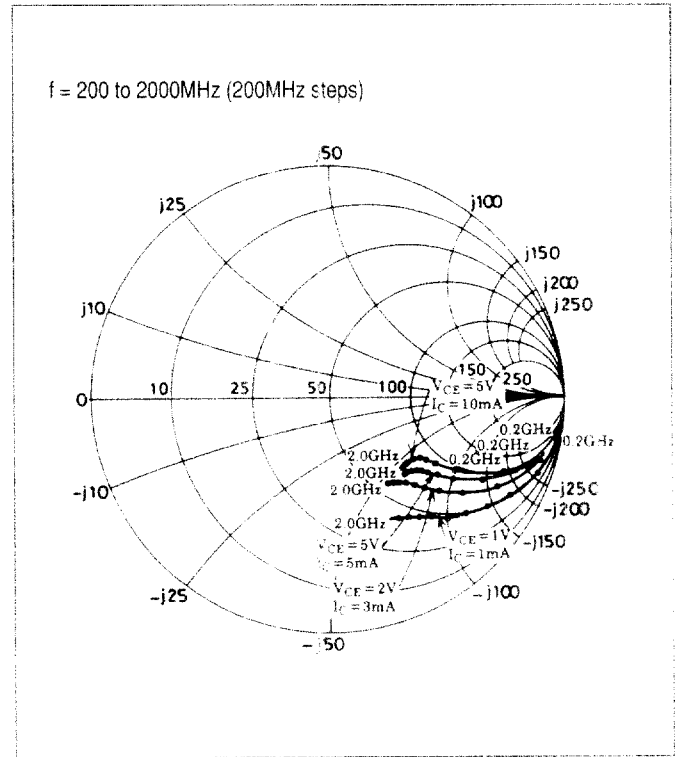 f = 200 to 2000MHz (200MHz steps)
50
j25
j100
j150
j200
j250
j10
0
10
25
50
100
150
250
VCE=5V
IC=10mA
0.2GHz
0.2GHz
0.2GHz
0.2GHz
2.0GHz
2.0GHz
2.0GHz
2.0GHz
-j10
-j25C
-j200
-j150
VCE=5V
IC=5mA
VCE=1V
IC=1mA
VCE=2V
IC=3mA
-j25
-j100
-j50